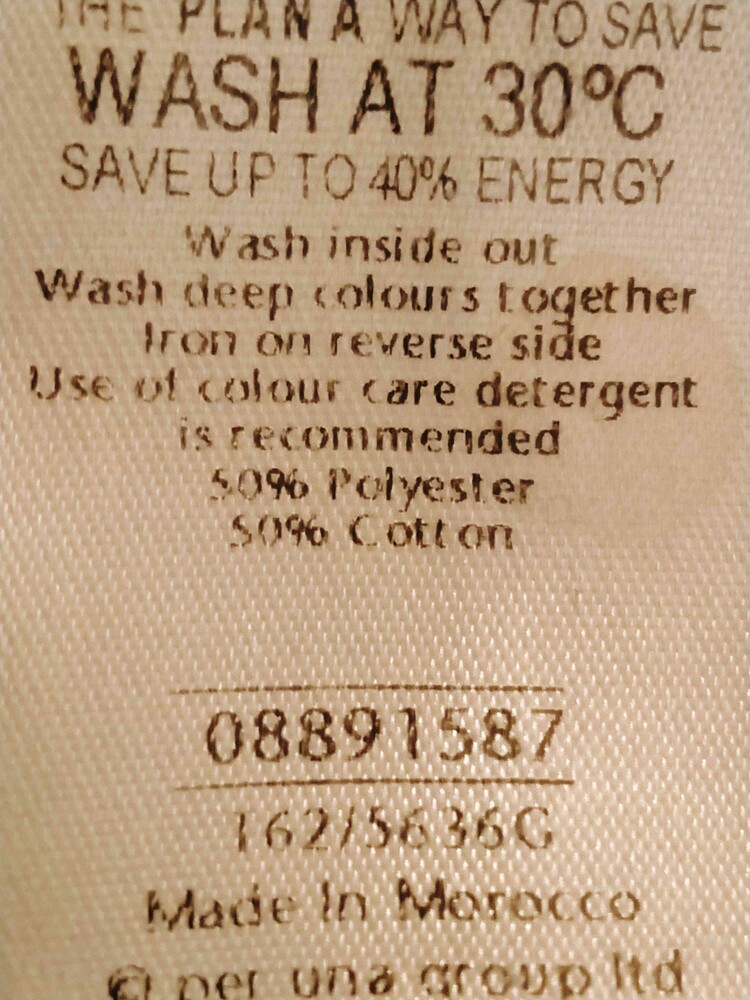 THE PLAN A WAY TO SAVE
WASH AT 30ºC
SAVE UP TO 40% ENERGY
Wash inside out
Wash deep colours together
Iron on reverse side
Use of colour care detergent
is recommended
50% Polyester
50% Cotton
08891587
162/5636G
Made In Morocco
© per una group ltd